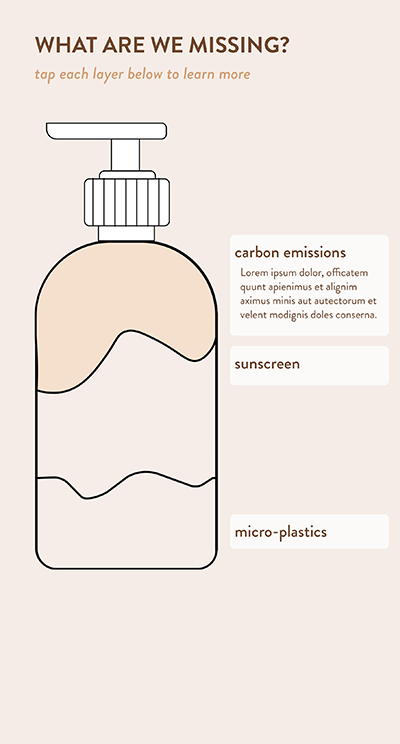 WHAT ARE WE MISSING?
tap each layer below to learn more
carbon emissions
Lorem ipsum dolor, officatem
quunt apienimus et alignim
aximus minis aut autectorum et
velent modignis doles conserna.
sunscreen
micro-plastics